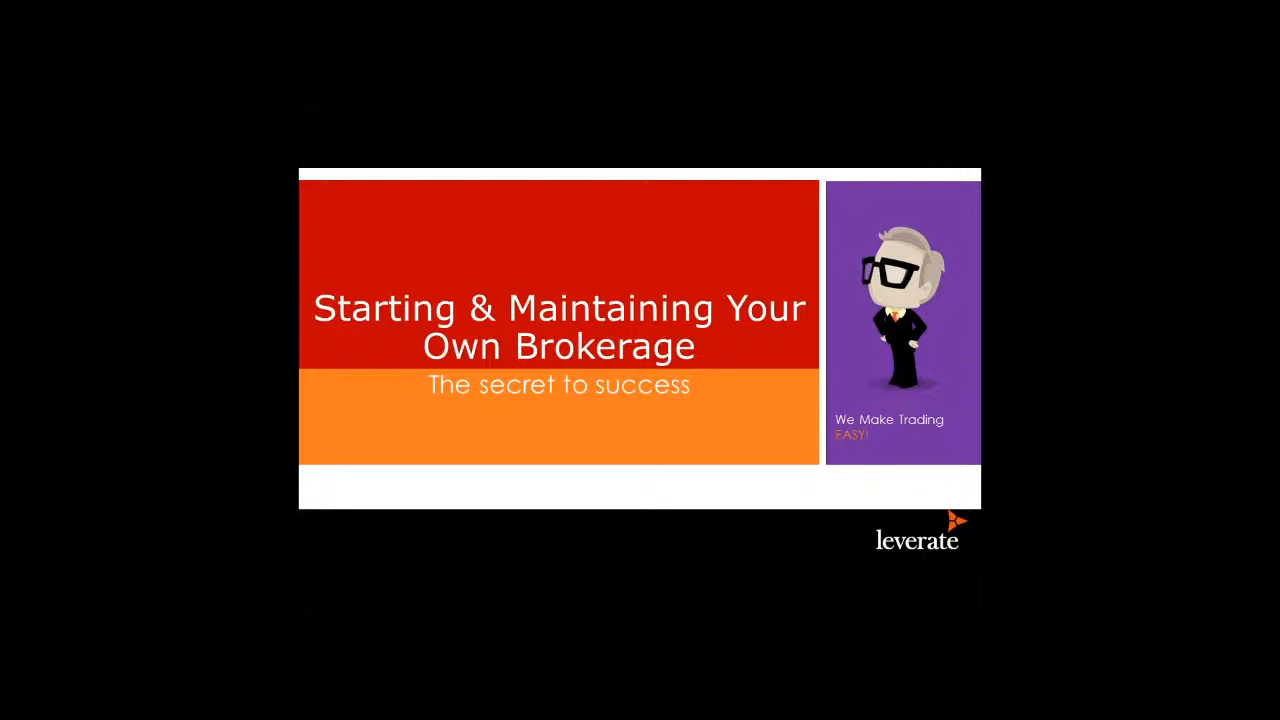 Starting & Maintaining Your
Own Brokerage
The secret to success
We Make Trading
EASY!
leverate